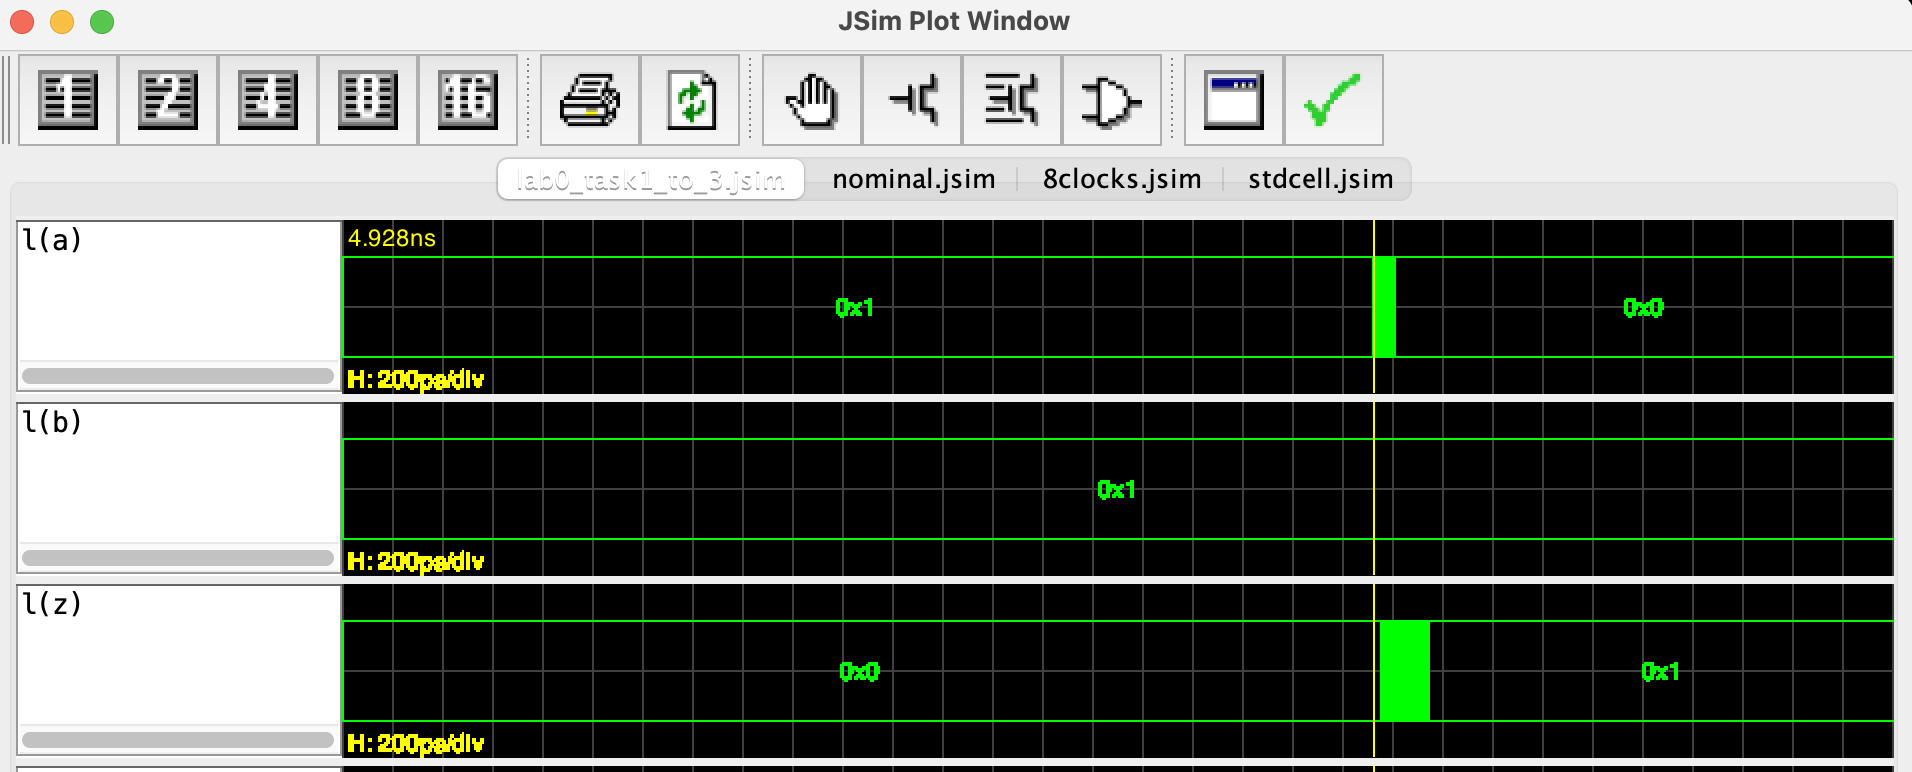 JSim Plot Window
1 2 4 8 16
lab0_task1_to_3.jsim nominal.jsim 8clocks.jsim stdcell.jsim
l(a)
4.928ns
0x1 0x0
H: 200ps/div
l(b)
0x1
H: 200ps/div
l(z)
0x0 0x1
H: 200ps/div